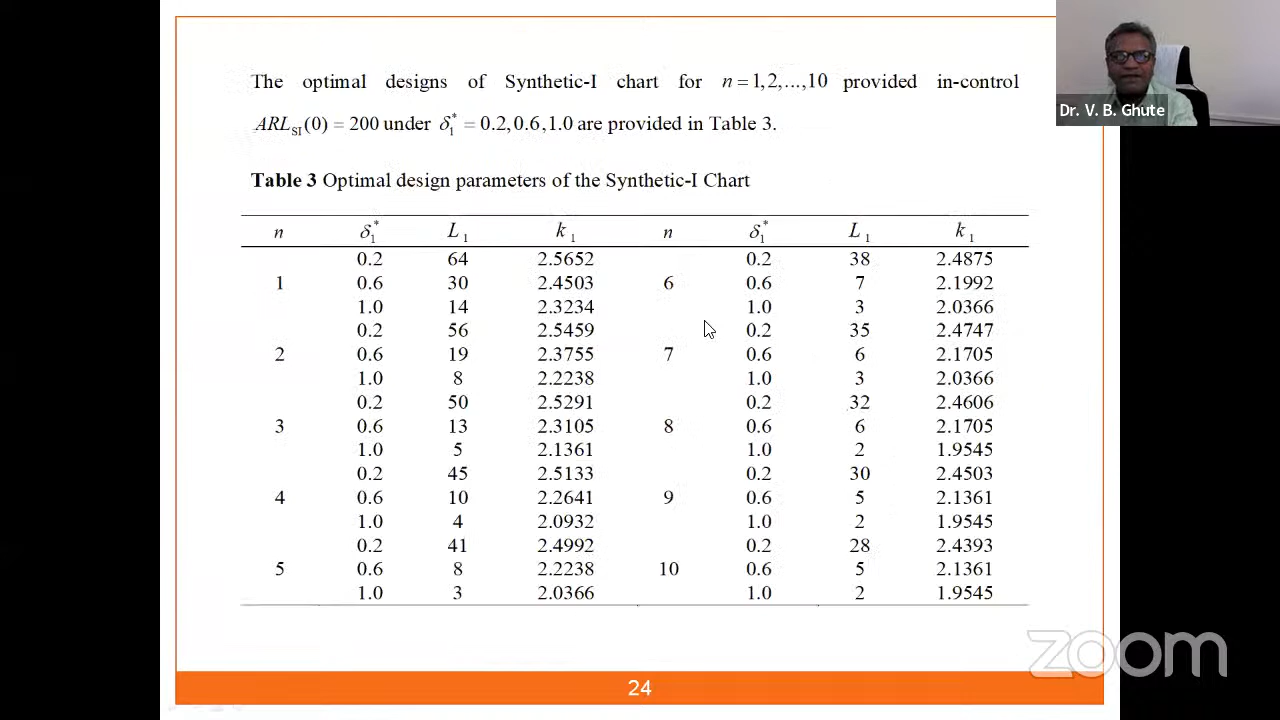 The optimal designs of Synthetic-I chart for n = 1, 2, ..., 10 provided in-control
ARL_SI(0) = 200 under δ₁* = 0.2, 0.6, 1.0 are provided in Table 3.
Table 3 Optimal design parameters of the Synthetic-I Chart
n δ₁* L₁ k₁ n δ₁* L₁ k₁
0.2 64 2.5652 0.2 38 2.4875
1 0.6 30 2.4503 6 0.6 7 2.1992
1.0 14 2.3234 1.0 3 2.0366
0.2 56 2.5459 0.2 35 2.4747
2 0.6 19 2.3755 7 0.6 6 2.1705
1.0 8 2.2238 1.0 3 2.0366
0.2 50 2.5291 0.2 32 2.4606
3 0.6 13 2.3105 8 0.6 6 2.1705
1.0 5 2.1361 1.0 2 1.9545
0.2 45 2.5133 0.2 30 2.4503
4 0.6 10 2.2641 9 0.6 5 2.1361
1.0 4 2.0932 1.0 2 1.9545
0.2 41 2.4992 0.2 28 2.4393
5 0.6 8 2.2238 10 0.6 5 2.1361
1.0 3 2.0366 1.0 2 1.9545
24
Dr. V. B. Ghute
zoom